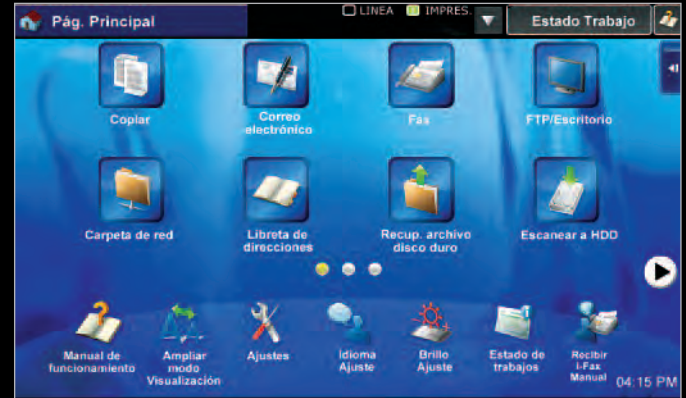 Pág. Principal
LINEA
IMPRES.
Estado Trabajo
Copiar
Correo
electrónico
Fax
FTP/Escritorio
Carpeta de red
Libreta de
direcciones
Recup. archivo
disco duro
Escanear a HDD
Manual de
funcionamiento
Ampliar
modo
Visualización
Ajustes
Idioma
Ajuste
Brillo
Ajuste
Estado de
trabajos
Recibir
I-Fax
Manual
04:15 PM